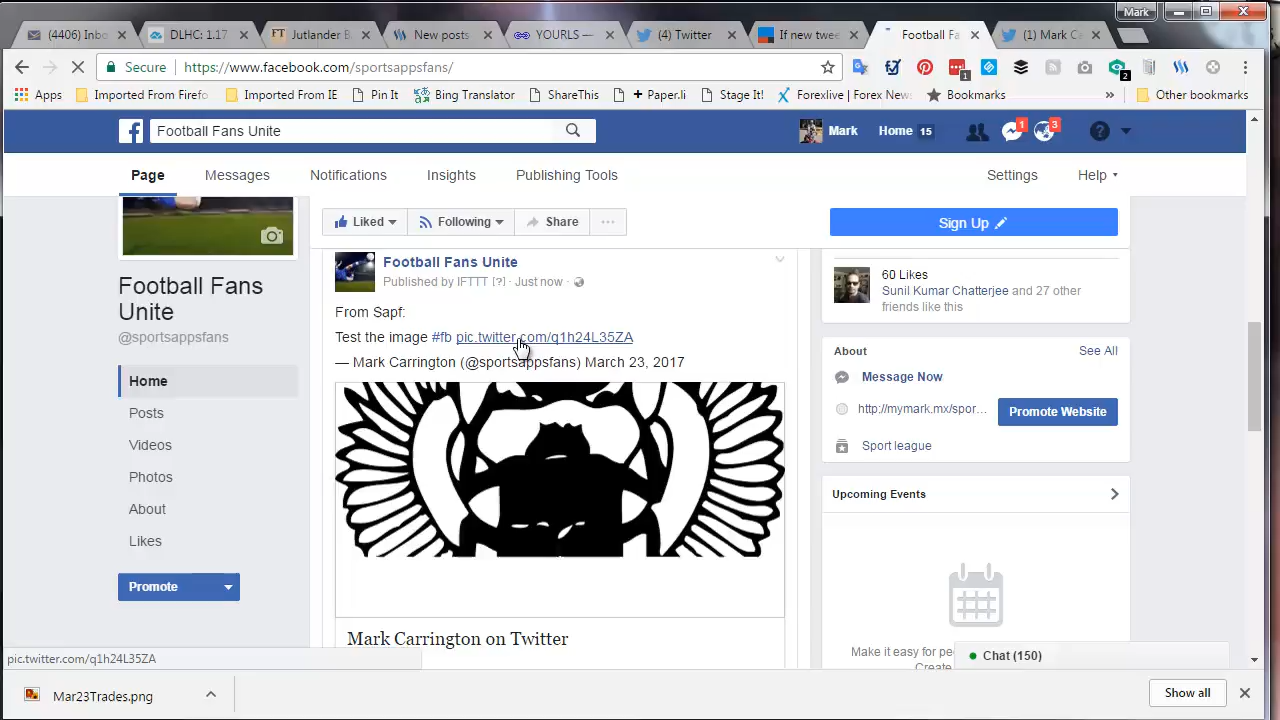 Mark
(4406) Inbo
DLHC: 1.17
FT Jutlander B
New posts
YOURLS —
(4) Twitter
If new twee
Football Fa
(1) Mark Ca
Secure https://www.facebook.com/sportsappsfans/
1
2
Apps Imported From Firefo Imported From IE Pin It Bing Translator ShareThis + Paper.li Stage It! Forexlive | Forex New Bookmarks » Other bookmarks
Football Fans Unite
Mark Home 15 1 3 ?
Page Messages Notifications Insights Publishing Tools Settings Help
Liked Following Share ...
Sign Up
Football Fans
Unite
@sportsappsfans
Home
Posts
Videos
Photos
About
Likes
Promote
Football Fans Unite
Published by IFTTT [?] · Just now ·
From Sapf:
Test the image #fb pic.twitter.com/q1h24L35ZA
— Mark Carrington (@sportsappsfans) March 23, 2017
Mark Carrington on Twitter
60 Likes
Sunil Kumar Chatterjee and 27 other
friends like this
About See All
Message Now
http://mymark.mx/spor...
Promote Website
Sport league
Upcoming Events
Make it easy for pe
Create
Chat (150)
pic.twitter.com/q1h24L35ZA
Mar23Trades.png
Show all